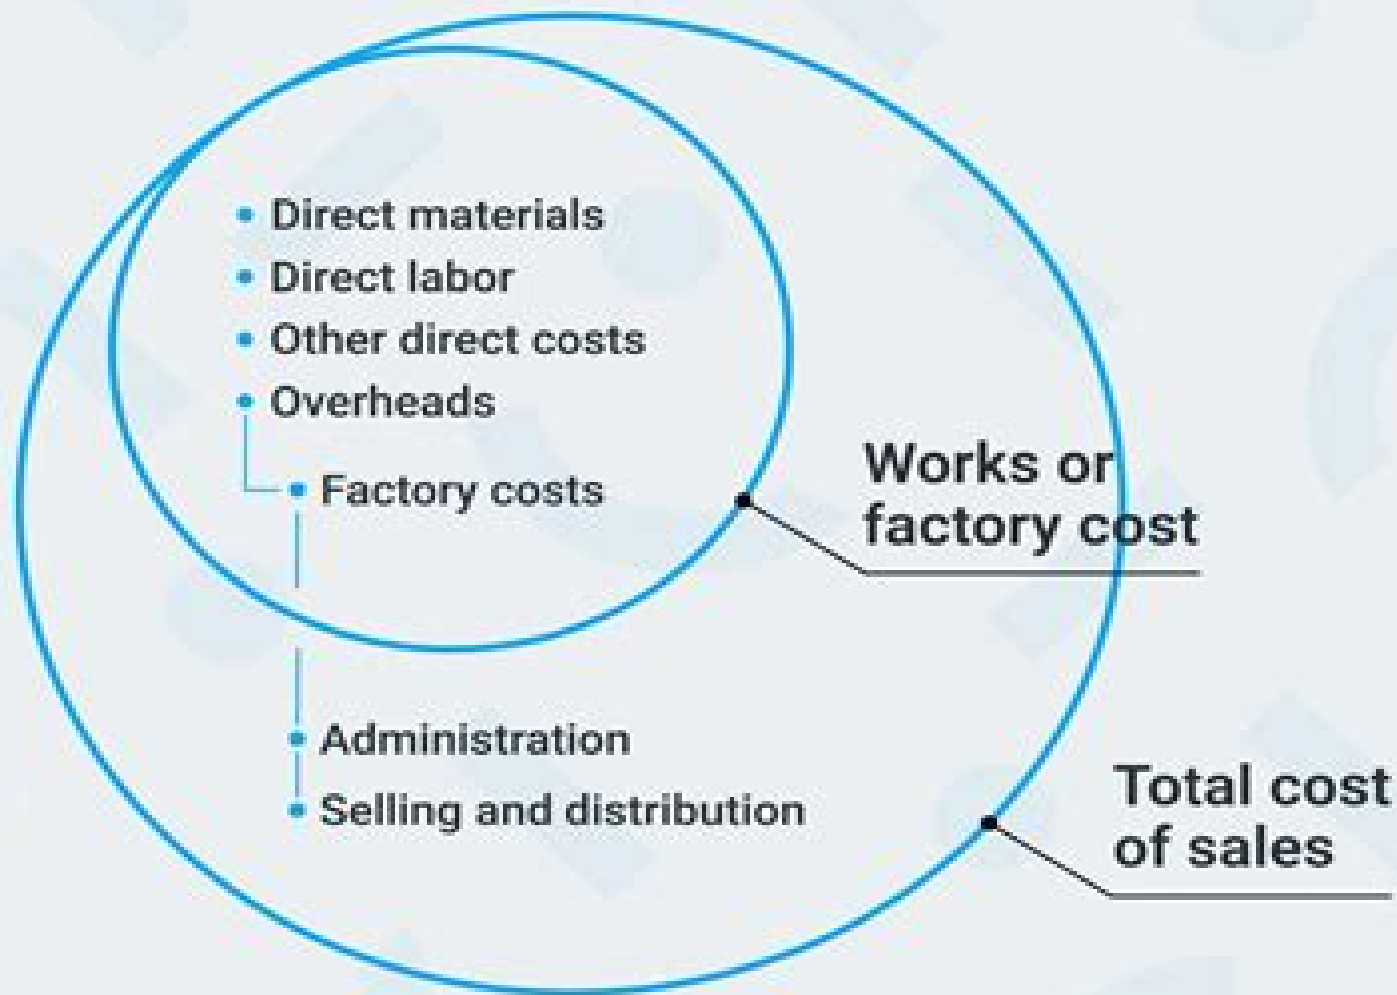 Direct materials
Direct labor
Other direct costs
Overheads
Factory costs
Works or
factory cost
Administration
Selling and distribution
Total cost
of sales